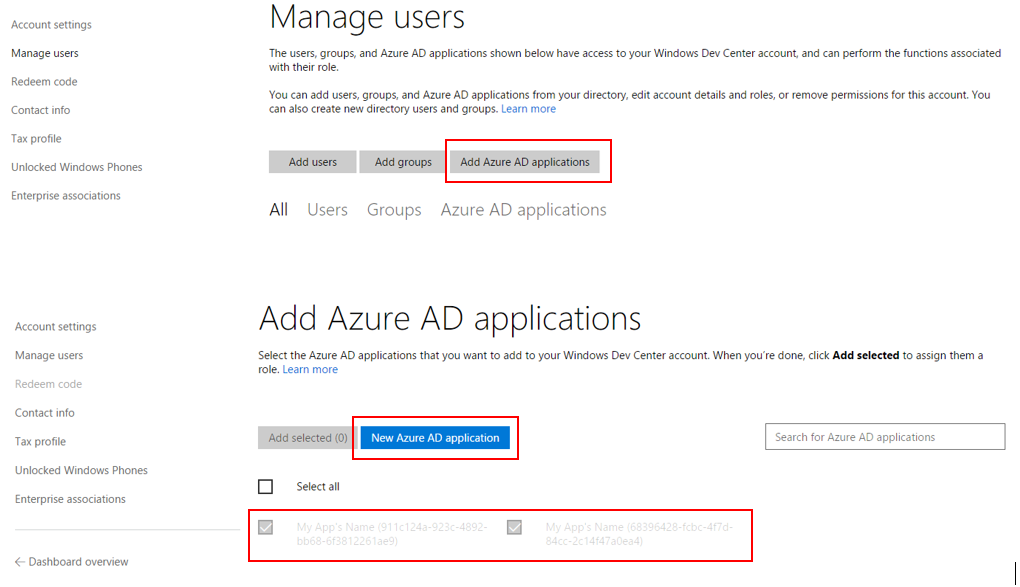 Account settings
Manage users
Redeem code
Contact info
Tax profile
Unlocked Windows Phones
Enterprise associations
Manage users
The users, groups, and Azure AD applications shown below have access to your Windows Dev Center account, and can perform the functions associated
with their role.
You can add users, groups, and Azure AD applications from your directory, edit account details and roles, or remove permissions for this account. You
can also create new directory users and groups. Learn more
Add users Add groups Add Azure AD applications
All Users Groups Azure AD applications
Account settings
Manage users
Redeem code
Contact info
Tax profile
Unlocked Windows Phones
Enterprise associations
Dashboard overview
Add Azure AD applications
Select the Azure AD applications that you want to add to your Windows Dev Center account. When you're done, click Add selected to assign them a
role. Learn more
Add selected (0) New Azure AD application Search for Azure AD applications
Select all
My App's Name (911c124a-923c-4892-
bb68-6f3812261ae9)
My App's Name (68396428-fcbc-4f7d-
84cc-2c14f47a0ea4)